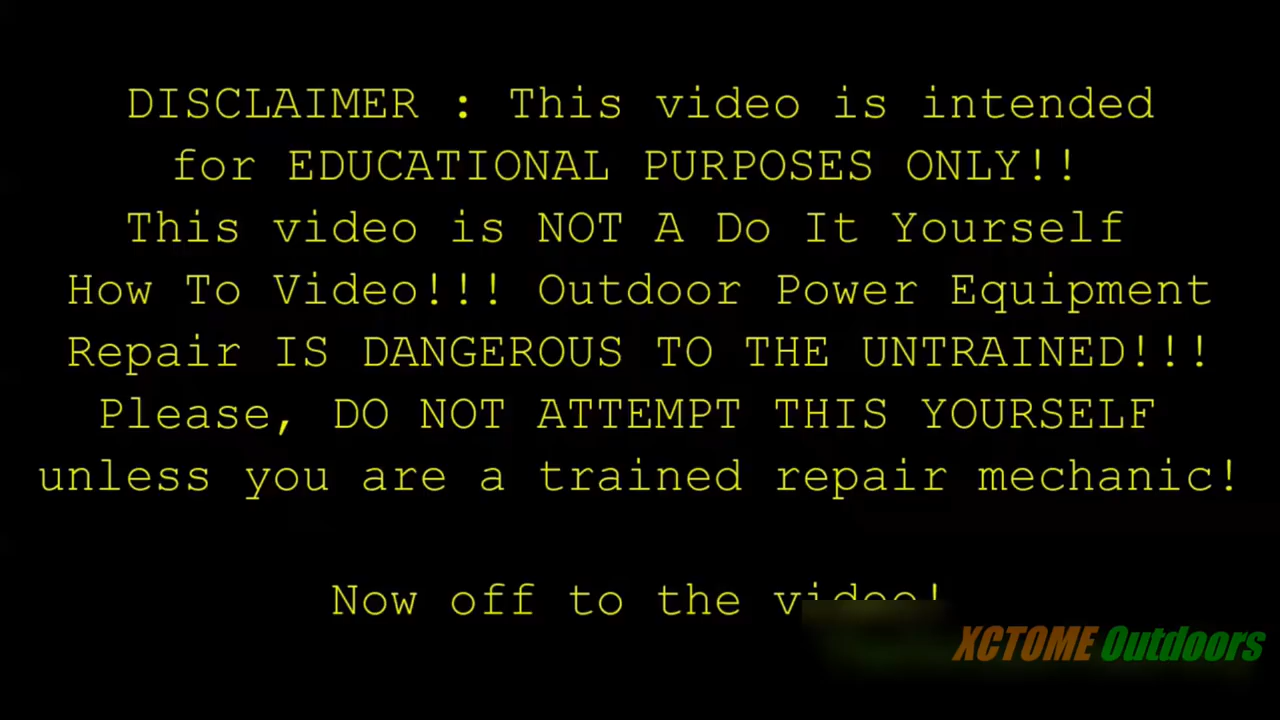 DISCLAIMER : This video is intended
for EDUCATIONAL PURPOSES ONLY!!
This video is NOT A Do It Yourself
How To Video!!! Outdoor Power Equipment
Repair IS DANGEROUS TO THE UNTRAINED!!!
Please, DO NOT ATTEMPT THIS YOURSELF
unless you are a trained repair mechanic!
Now off to the video!
XCTOME Outdoors